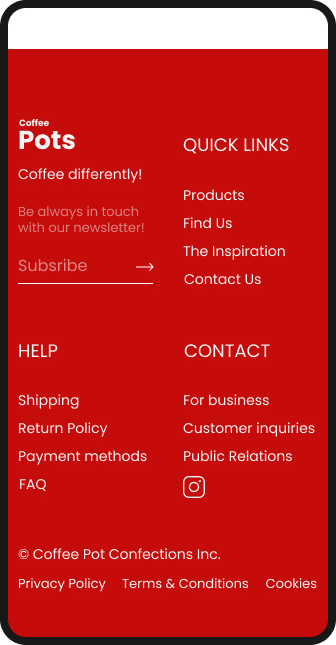 Coffee
Pots
Coffee differently!
Be always in touch
with our newsletter!
Subsribe
QUICK LINKS
Products
Find Us
The Inspiration
Contact Us
HELP
Shipping
Return Policy
Payment methods
FAQ
CONTACT
For business
Customer inquiries
Public Relations
© Coffee Pot Confections Inc.
Privacy Policy Terms & Conditions Cookies